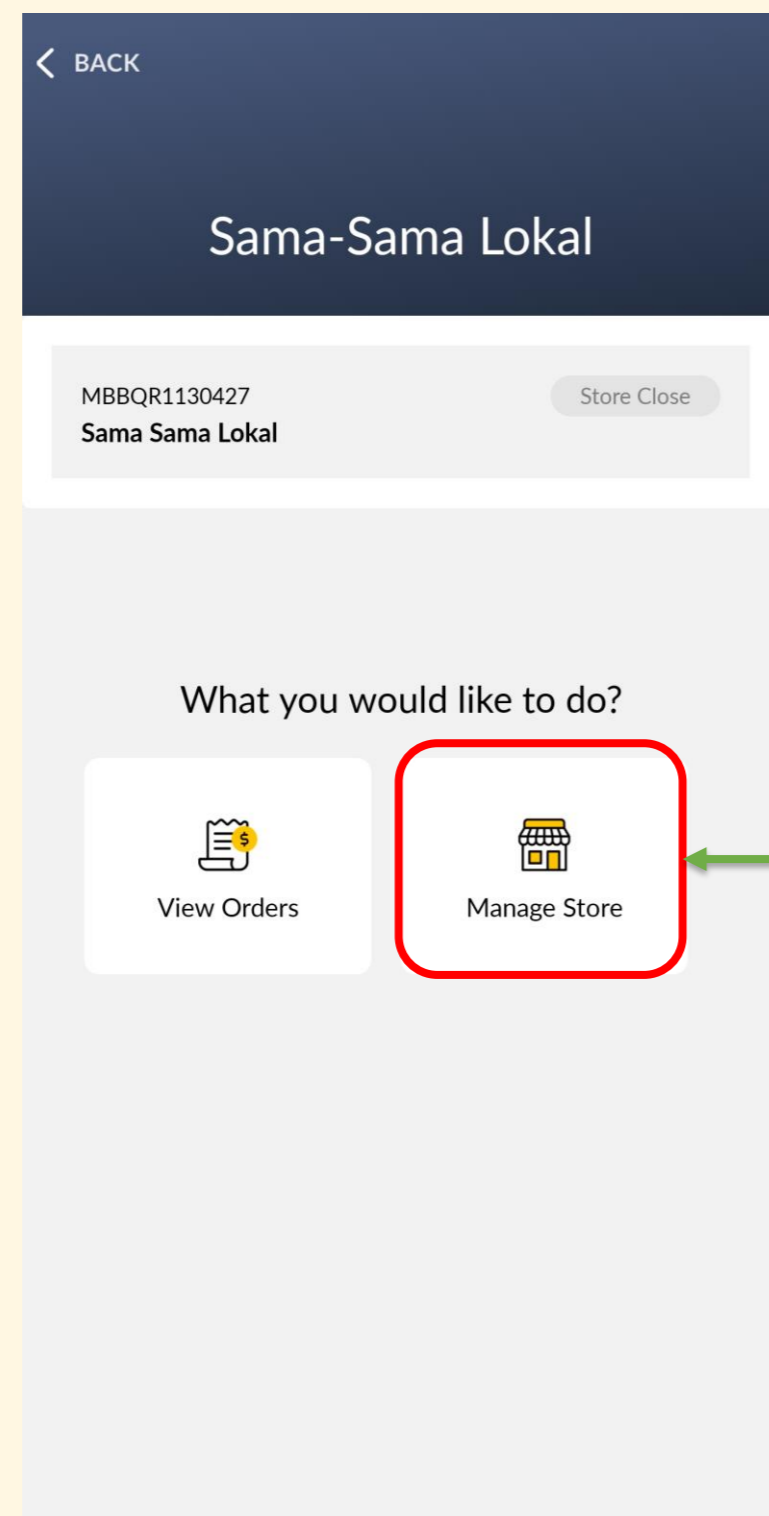 BACK
Sama-Sama Lokal
MBBQR1130427
Store Close
Sama Sama Lokal
What you would like to do?
$
View Orders
Manage Store